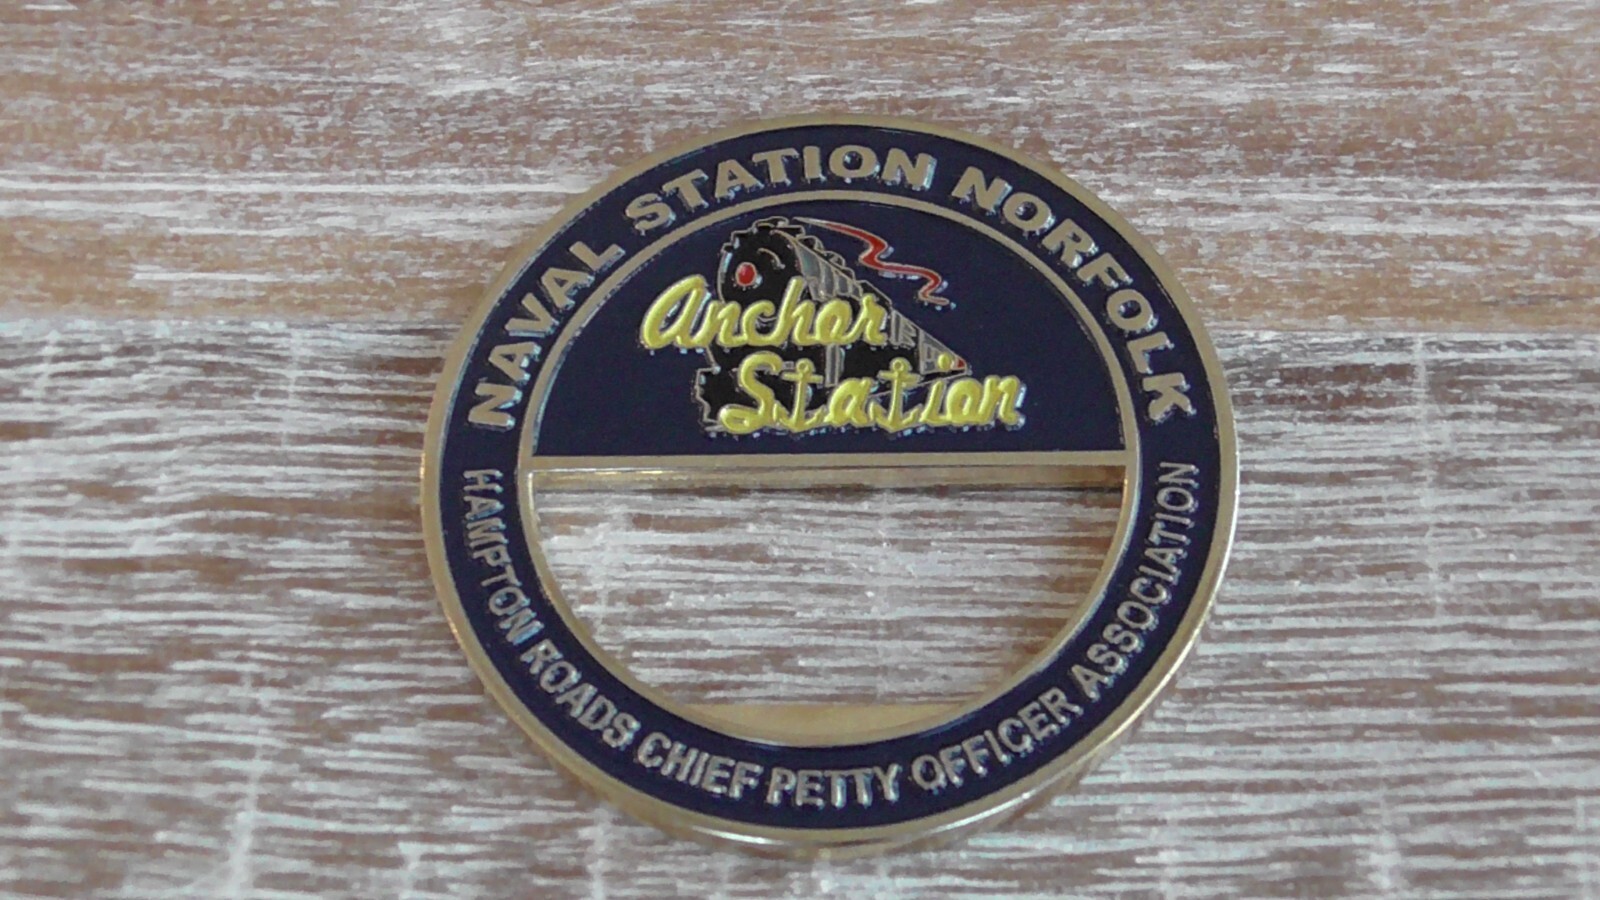 NAVAL STATION NORFOLK
Anchor
Station
HAMPTON ROADS CHIEF PETTY OFFICER ASSOCIATION